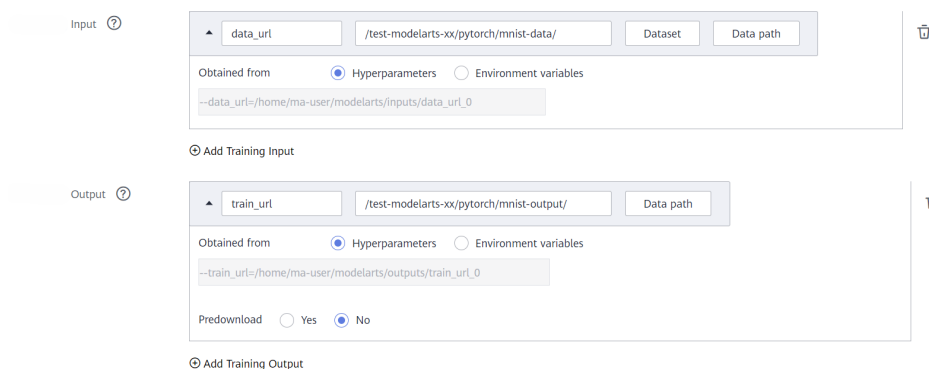 Input ?
data_url /test-modelarts-xx/pytorch/mnist-data/ Dataset Data path
Obtained from Hyperparameters Environment variables
--data_url=/home/ma-user/modelarts/inputs/data_url_0
Add Training Input
Output ?
train_url /test-modelarts-xx/pytorch/mnist-output/ Data path
Obtained from Hyperparameters Environment variables
--train_url=/home/ma-user/modelarts/outputs/train_url_0
Predownload Yes No
Add Training Output